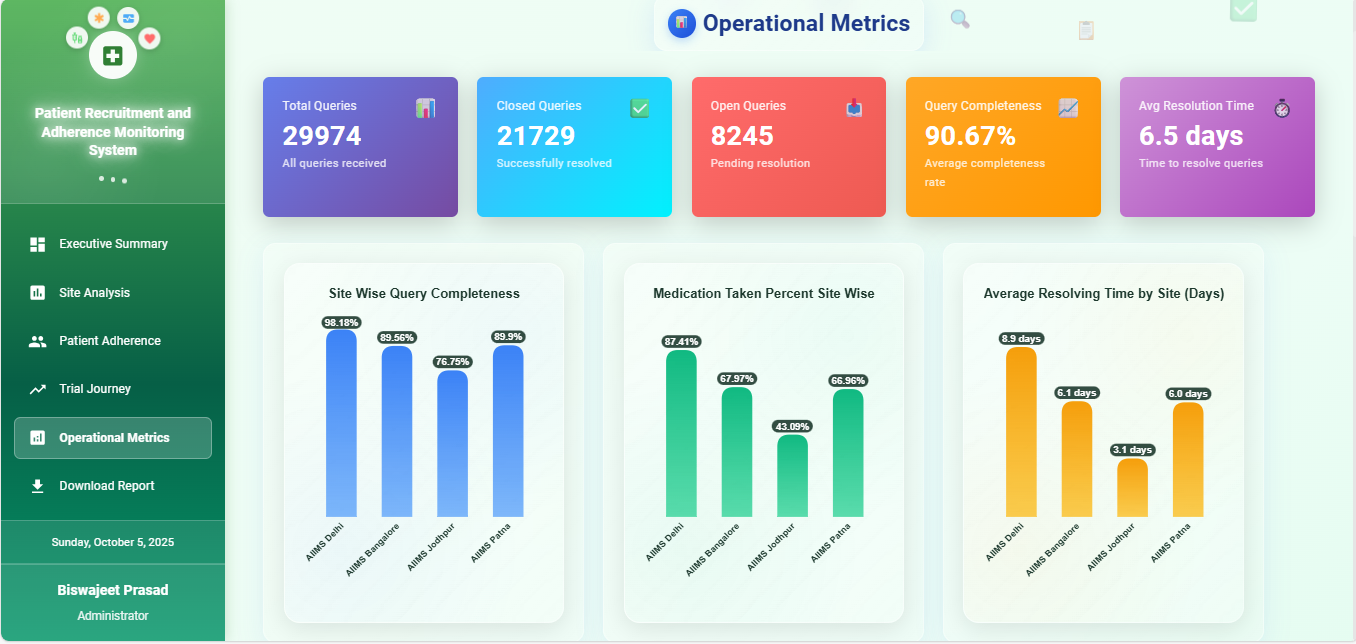 Patient Recruitment and
Adherence Monitoring
System
Executive Summary
Site Analysis
Patient Adherence
Trial Journey
Operational Metrics
Download Report
Sunday, October 5, 2025
Biswajeet Prasad
Administrator
Operational Metrics
Total Queries
29974
All queries received
Closed Queries
21729
Successfully resolved
Open Queries
8245
Pending resolution
Query Completeness
90.67%
Average completeness
rate
Avg Resolution Time
6.5 days
Time to resolve queries
Site Wise Query Completeness
98.18%
89.56%
76.75%
89.9%
AIIMS Delhi
AIIMS Bangalore
AIIMS Jodhpur
AIIMS Patna
Medication Taken Percent Site Wise
87.41%
67.97%
43.09%
66.96%
AIIMS Delhi
AIIMS Bangalore
AIIMS Jodhpur
AIIMS Patna
Average Resolving Time by Site (Days)
8.9 days
6.1 days
3.1 days
6.0 days
AIIMS Delhi
AIIMS Bangalore
AIIMS Jodhpur
AIIMS Patna